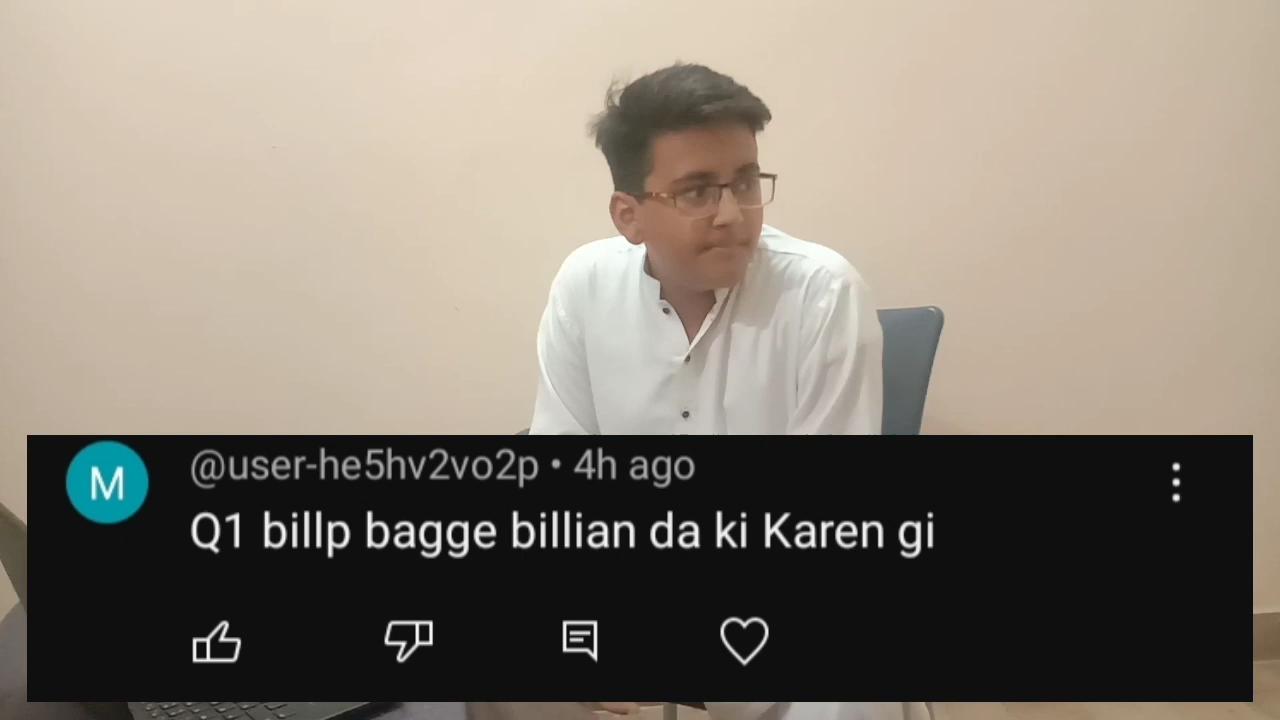 M
@user-he5hv2vo2p • 4h ago
Q1 billp bagge billian da ki Karen gi